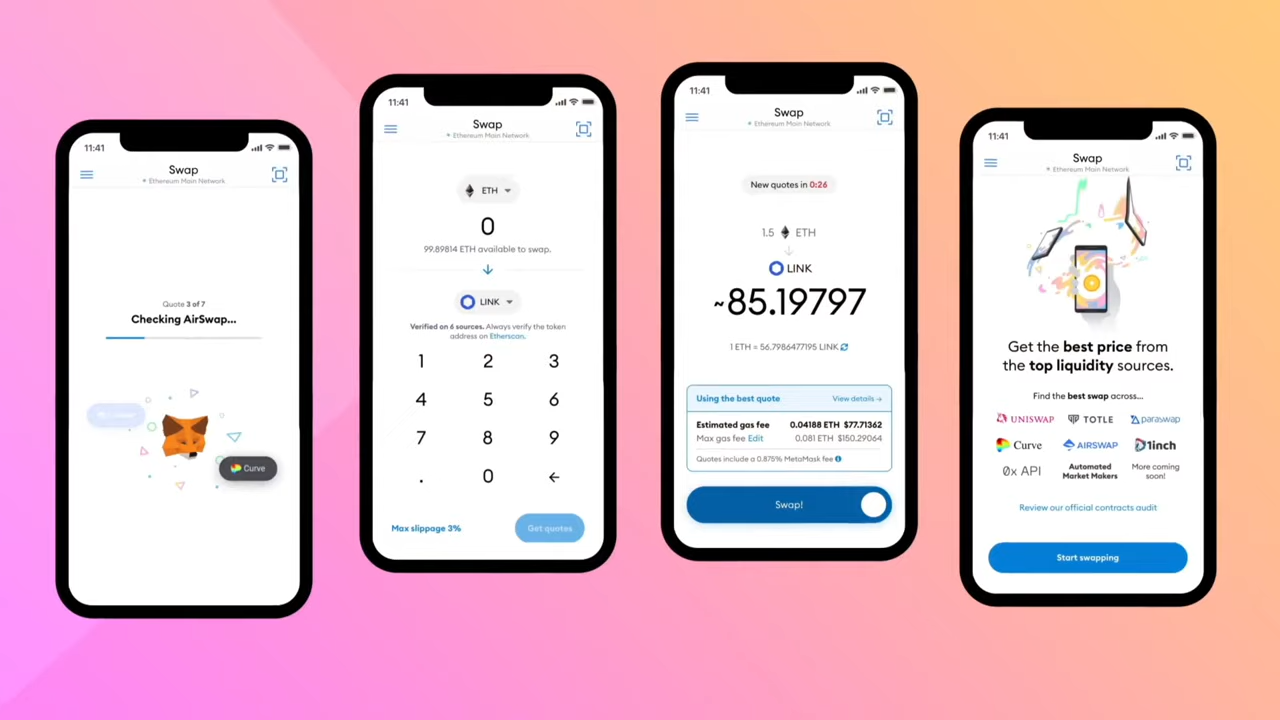 11:41
Swap
Ethereum Main Network
Quote 3 of 7
Checking AirSwap...
Curve
11:41
Swap
Ethereum Main Network
ETH
0
99.89814 ETH available to swap.
LINK
Verified on 6 sources. Always verify the token
address on Etherscan.
1 2 3
4 5 6
7 8 9
. 0 ←
Max slippage 3%
Get quotes
11:41
Swap
Ethereum Main Network
New quotes in 0:26
1.5 ETH
↓
LINK
~85.19797
1 ETH = 56.7986477195 LINK
Using the best quote View details →
Estimated gas fee 0.04188 ETH $77.71362
Max gas fee Edit 0.081 ETH $150.29064
Quotes include a 0.875% MetaMask fee
Swap!
11:41
Swap
Ethereum Main Network
Get the best price from
the top liquidity sources.
Find the best swap across...
UNISWAP TOTLE paraswap
Curve AIRSWAP 1inch
0x API Automated Market Makers More coming soon!
Review our official contracts audit
Start swapping